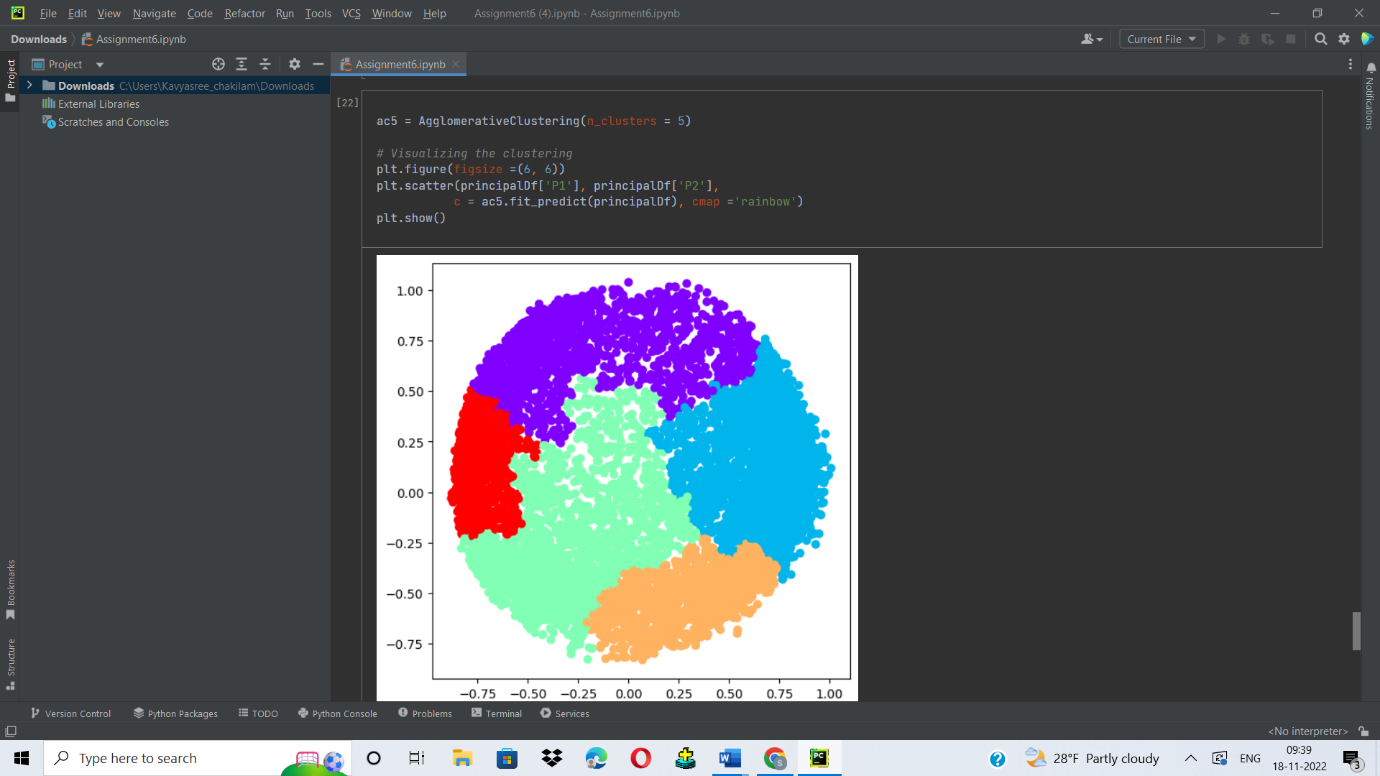 PC File Edit View Navigate Code Refactor Run Tools VCS Window Help Assignment6 (4).ipynb - Assignment6.ipynb
Downloads Assignment6.ipynb Current File
Project Project Assignment6.ipynb
Downloads C:\Users\Kavyasree_chakilam\Downloads
External Libraries
Scratches and Consoles
Notifications
[22]
ac5 = AgglomerativeClustering(n_clusters = 5)
# Visualizing the clustering
plt.figure(figsize =(6, 6))
plt.scatter(principalDf['P1'], principalDf['P2'],
c = ac5.fit_predict(principalDf), cmap ='rainbow')
plt.show()
1.00
0.75
0.50
0.25
0.00
−0.25
−0.50
−0.75
−0.75 −0.50 −0.25 0.00 0.25 0.50 0.75 1.00
Bookmarks
Structure
Version Control Python Packages TODO Python Console Problems Terminal Services
<No interpreter>
Type here to search W S PC 28°F Partly cloudy ENG 09:39
18-11-2022 3